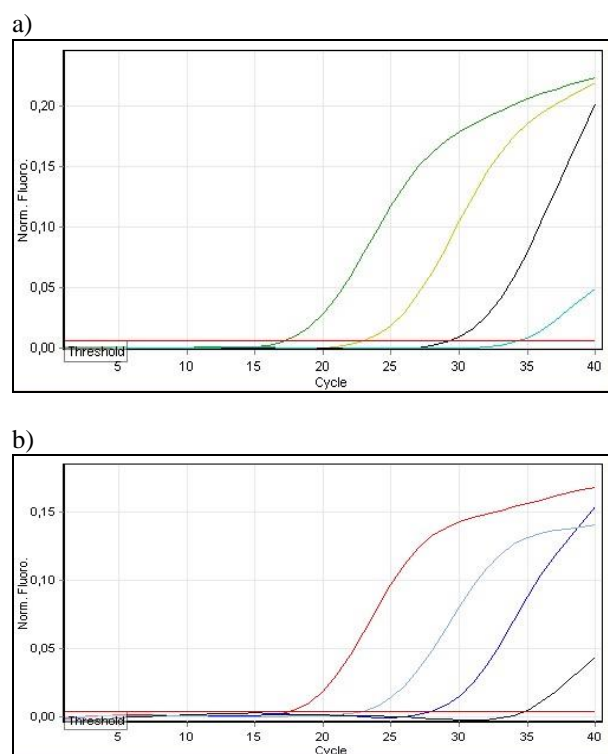 a)
Norm. Fluoro.
0,20
0,15
0,10
0,05
0,00
Threshold
5 10 15 20 25 30 35 40
Cycle
b)
Norm. Fluoro.
0,15
0,10
0,05
0,00
Threshold
5 10 15 20 25 30 35 40
Cycle